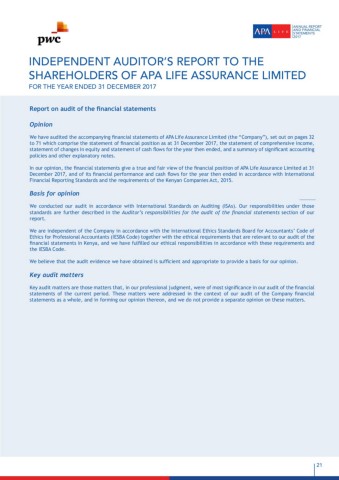 pwc
APA LIFE
ANNUAL REPORT
AND FINANCIAL
STATEMENTS
2017
INDEPENDENT AUDITOR'S REPORT TO THE
SHAREHOLDERS OF APA LIFE ASSURANCE LIMITED
FOR THE YEAR ENDED 31 DECEMBER 2017
Report on audit of the financial statements
Opinion
We have audited the accompanying financial statements of APA Life Assurance Limited (the "Company"), set out on pages 32
to 71 which comprise the statement of financial position as at 31 December 2017, the statement of comprehensive income,
statement of changes in equity and statement of cash flows for the year then ended, and a summary of significant accounting
policies and other explanatory notes.
In our opinion, the financial statements give a true and fair view of the financial position of APA Life Assurance Limited at 31
December 2017, and of its financial performance and cash flows for the year then ended in accordance with International
Financial Reporting Standards and the requirements of the Kenyan Companies Act, 2015.
Basis for opinion
We conducted our audit in accordance with International Standards on Auditing (ISAs). Our responsibilities under those
standards are further described in the Auditor's responsibilities for the audit of the financial statements section of our
report.
We are independent of the Company in accordance with the International Ethics Standards Board for Accountants' Code of
Ethics for Professional Accountants (IESBA Code) together with the ethical requirements that are relevant to our audit of the
financial statements in Kenya, and we have fulfilled our ethical responsibilities in accordance with these requirements and
the IESBA Code.
We believe that the audit evidence we have obtained is sufficient and appropriate to provide a basis for our opinion.
Key audit matters
Key audit matters are those matters that, in our professional judgment, were of most significance in our audit of the financial
statements of the current period. These matters were addressed in the context of our audit of the Company financial
statements as a whole, and in forming our opinion thereon, and we do not provide a separate opinion on these matters.
21